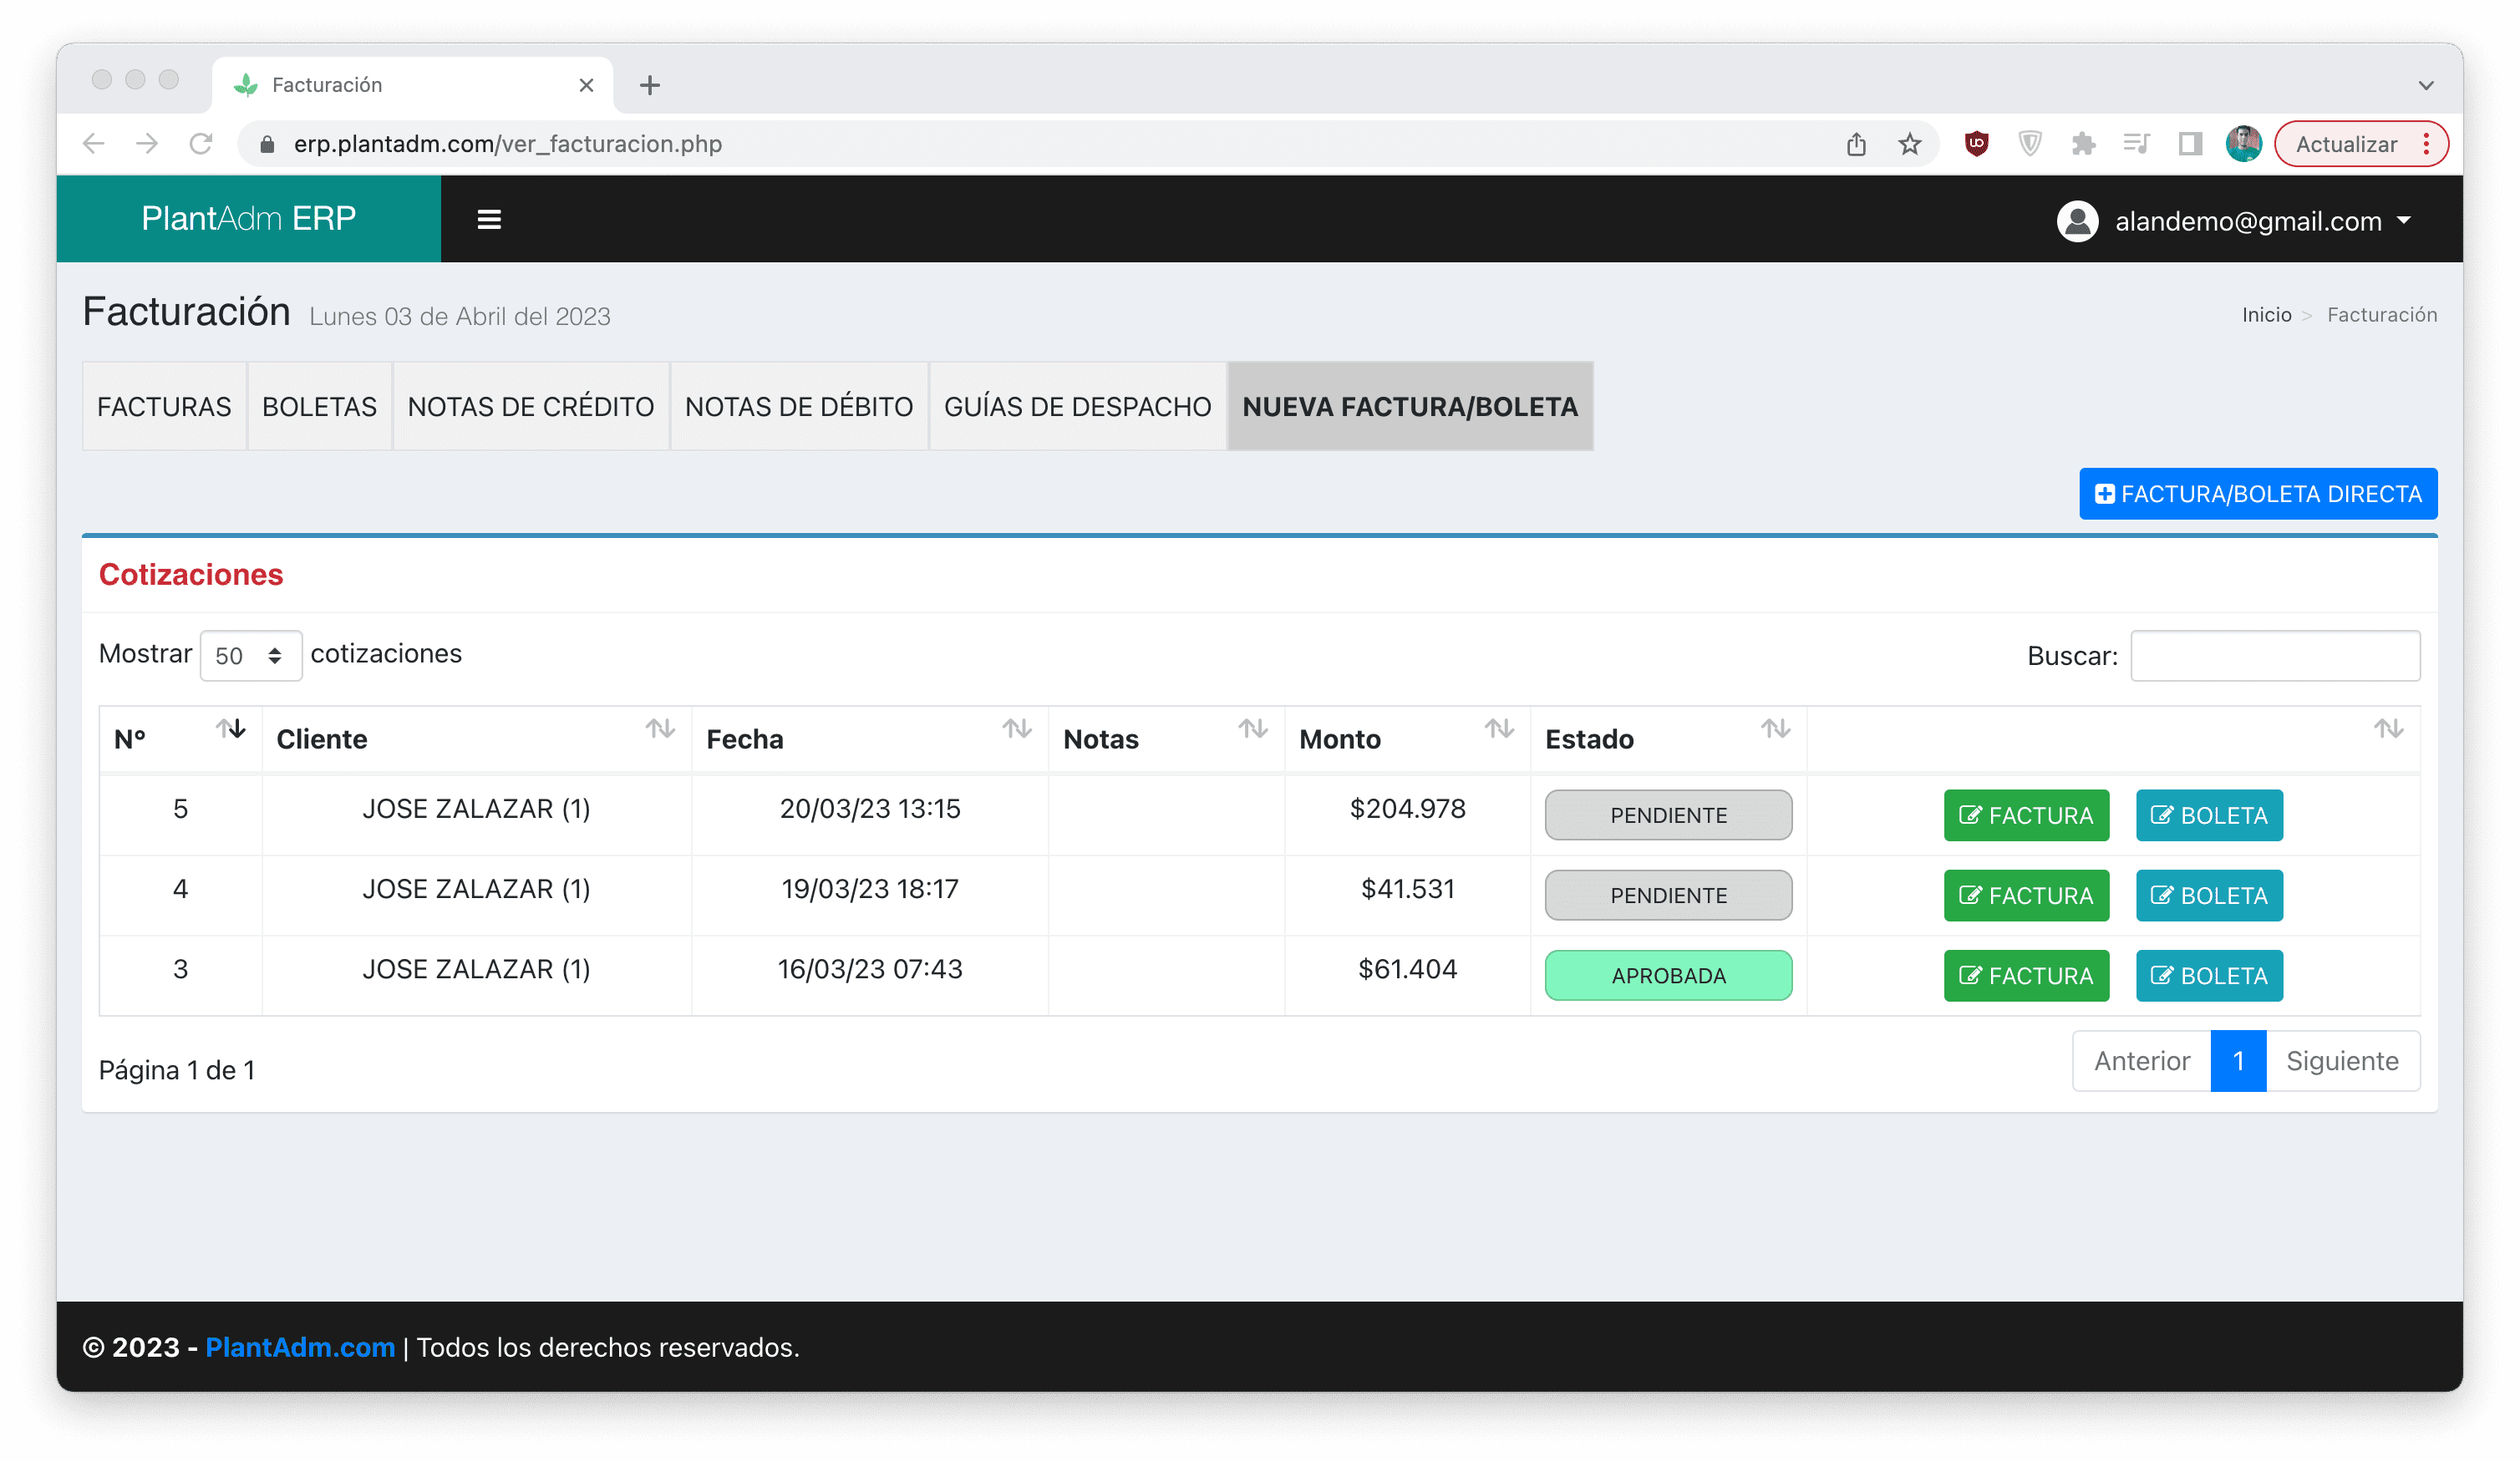 Facturación
erp.plantadm.com/ver_facturacion.php
Actualizar
PlantAdm ERP
alandemo@gmail.com
Facturación Lunes 03 de Abril del 2023
Inicio > Facturación
FACTURAS BOLETAS NOTAS DE CRÉDITO NOTAS DE DÉBITO GUÍAS DE DESPACHO NUEVA FACTURA/BOLETA
FACTURA/BOLETA DIRECTA
Cotizaciones
Mostrar 50 cotizaciones Buscar:
Nº Cliente Fecha Notas Monto Estado
5 JOSE ZALAZAR (1) 20/03/23 13:15 $204.978 PENDIENTE FACTURA BOLETA
4 JOSE ZALAZAR (1) 19/03/23 18:17 $41.531 PENDIENTE FACTURA BOLETA
3 JOSE ZALAZAR (1) 16/03/23 07:43 $61.404 APROBADA FACTURA BOLETA
Página 1 de 1 Anterior 1 Siguiente
© 2023 - PlantAdm.com | Todos los derechos reservados.